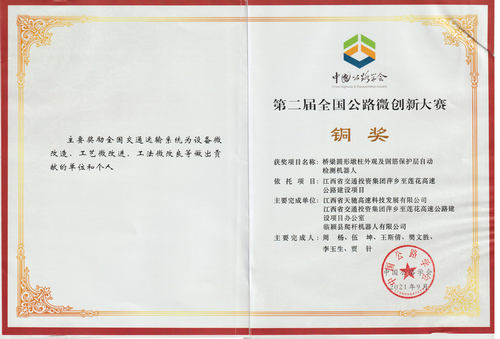 主要奖励全国交通运输系统为设备微
改造、工艺微改进、工法微改良等做出贡
献的单位和个人
中国公路学会
China Highway & Transportation Society
第二届全国公路微创新大赛
铜奖
获奖项目名称：桥梁圆形墩柱外观及钢筋保护层自动
检测机器人
依托项目：江西省交通投资集团萍乡至莲花高速
公路建设项目
主要完成单位：江西省天驰高速科技发展有限公司
江西省交通投资集团萍乡至莲花高速公路建
设项目办公室
临颍县爬杆机器人有限公司
主要完成人：周杨、伍坤、王斯倩、樊文胜、
李玉生、贾针
中国公路学会
2021年9月